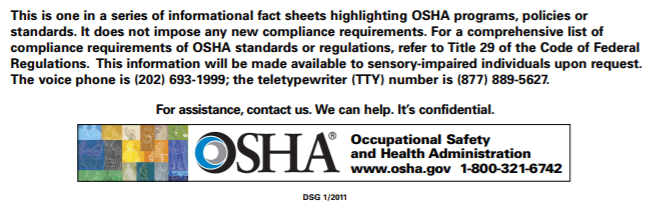 This is one in a series of informational fact sheets highlighting OSHA programs, policies or
standards. It does not impose any new compliance requirements. For a comprehensive list of
compliance requirements of OSHA standards or regulations, refer to Title 29 of the Code of Federal
Regulations. This information will be made available to sensory-impaired individuals upon request.
The voice phone is (202) 693-1999; the teletypewriter (TTY) number is (877) 889-5627.
For assistance, contact us. We can help. It's confidential.
OSHA®
Occupational Safety
and Health Administration
www.osha.gov 1-800-321-6742
DSG 1/2011